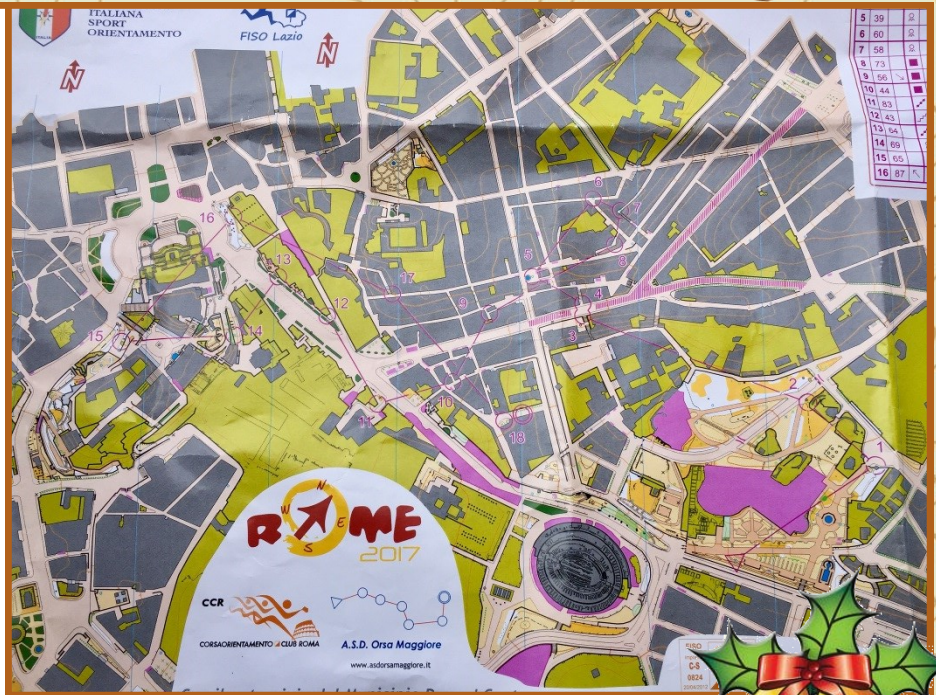 ITALIANA
SPORT
ORIENTAMENTO
ITALIA
FISO Lazio
N
N
5 39
6 60
7 58
8 73
9 56
10 44
11 83
12 43
13 64
14 69
15 65
16 87
6
7
16
5
8
13
17
4
9
12
3
14
15
2
10
11
18
1
N
W
E
S
ROME
2017
CCR
CORSAORIENTAMENTO CLUB ROMA
A.S.D. Orsa Maggiore
www.asdorsamaggiore.it
FISO
C-S
0824